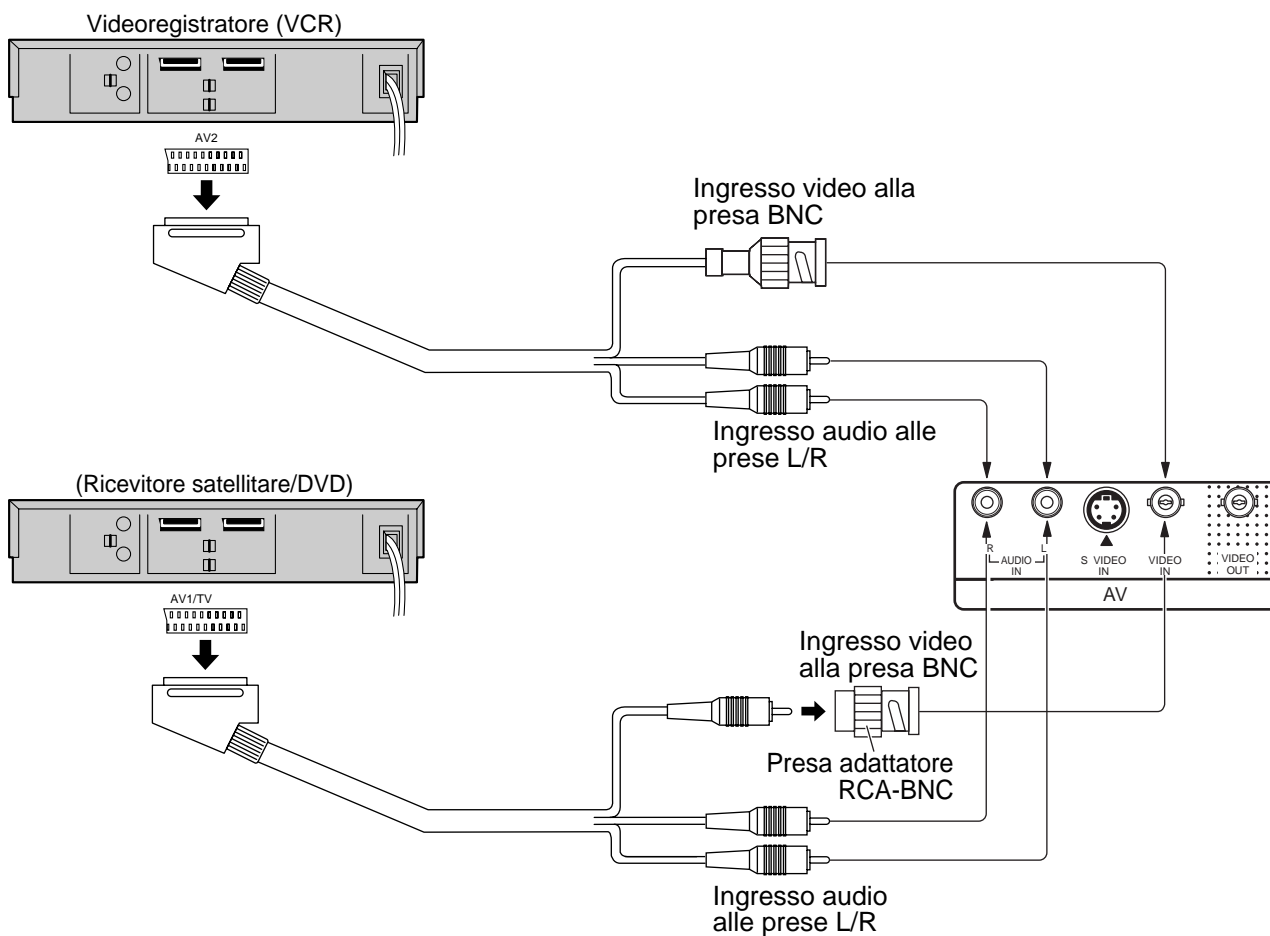 Videoregistratore (VCR)
AV2
Ingresso video alla
presa BNC
Ingresso audio alle
prese L/R
(Ricevitore satellitare/DVD)
AV1/TV
R
L
AUDIO
IN
S VIDEO
IN
VIDEO
IN
VIDEO
OUT
AV
Ingresso video
alla presa BNC
Presa adattatore
RCA-BNC
Ingresso audio
alle prese L/R